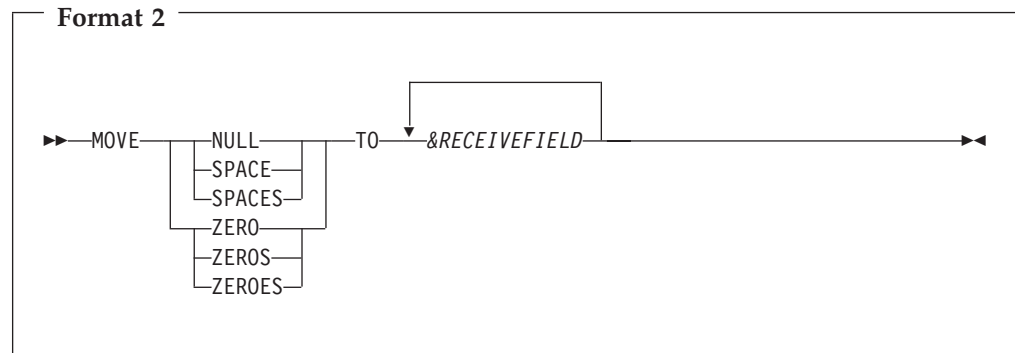 Format 2
MOVE NULL TO &RECEIVEFIELD
SPACE
SPACES
ZERO
ZEROS
ZEROES